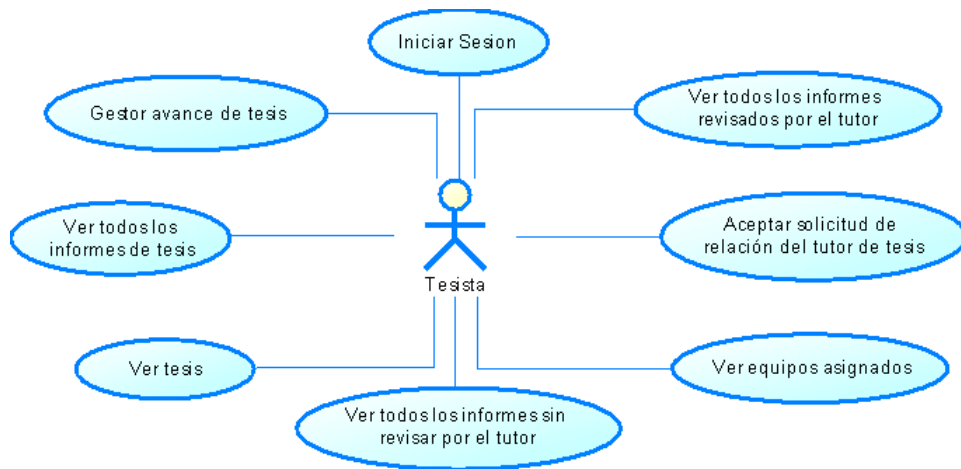 Iniciar Sesion
Gestor avance de tesis
Ver todos los informes
revisados por el tutor
Ver todos los
informes de tesis
Aceptar solicitud de
relación del tutor de tesis
Tesista
Ver tesis
Ver equipos asignados
Ver todos los informes sin
revisar por el tutor